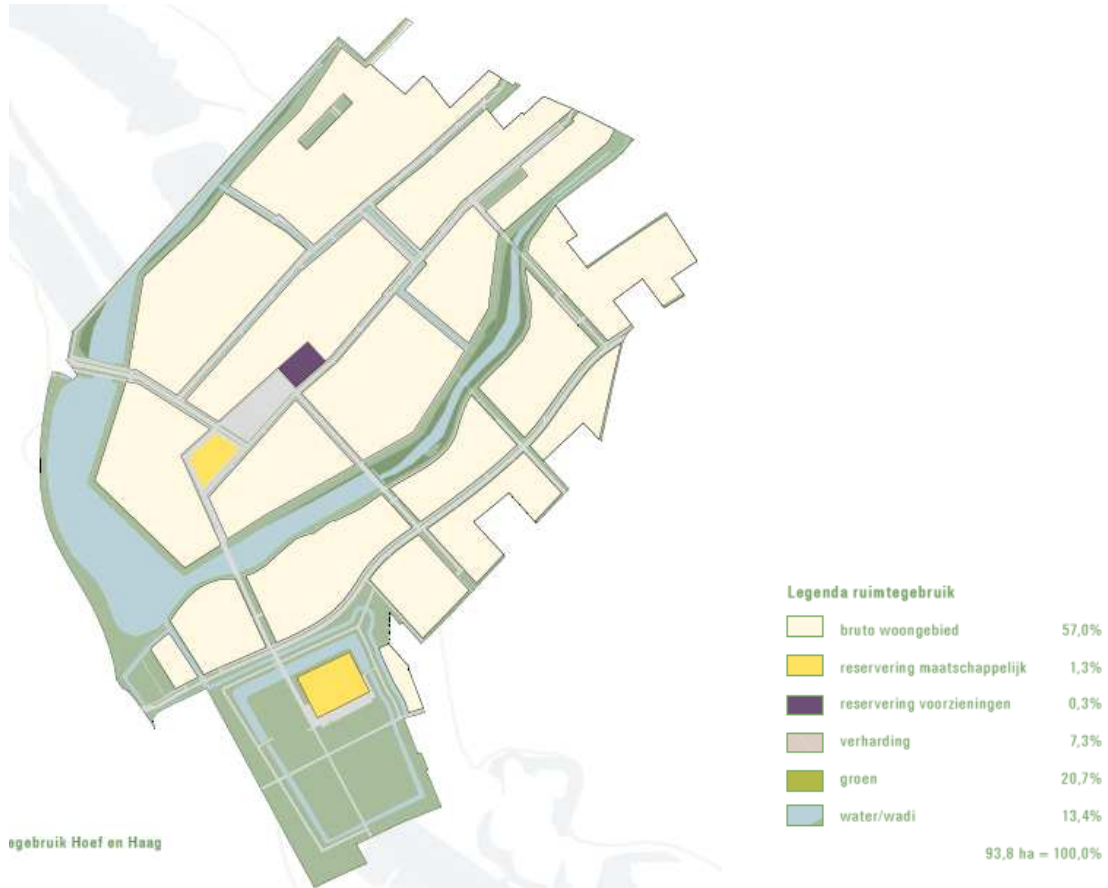 Legenda ruimtegebruik
bruto woongebied 57,0%
reservering maatschappelijk 1,3%
reservering voorzieningen 0,3%
verharding 7,3%
groen 20,7%
water/wadi 13,4%
93,8 ha = 100,0%
egebruik Hoef en Haag